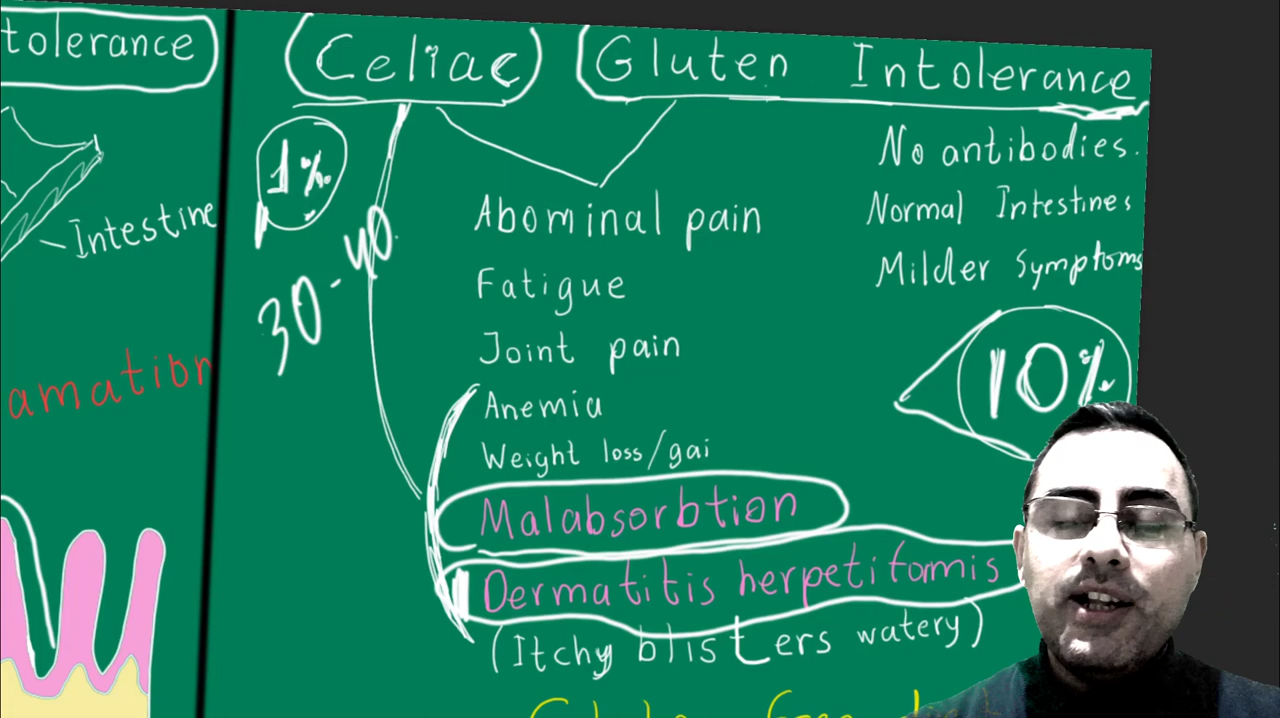 tolerance
Intestine
amation
Celiac
Gluten Intolerance
1%
30-40
Abominal pain
Fatigue
Joint pain
Anemia
Weight loss/gai
Malabsorbtion
Dermatitis herpetiformis
(Itchy blisters watery)
No antibodies.
Normal Intestines
Milder Symptoms
10%